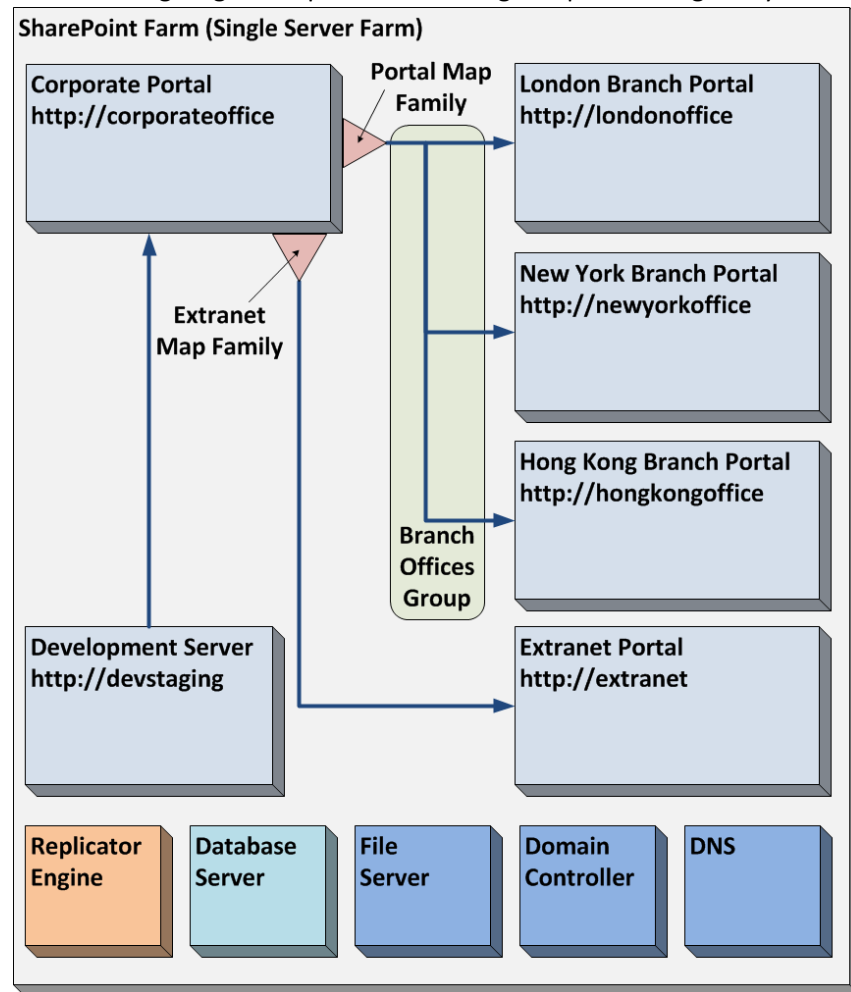 SharePoint Farm (Single Server Farm)
Corporate Portal
http://corporateoffice
Portal Map
Family
London Branch Portal
http://londonoffice
New York Branch Portal
http://newyorkoffice
Extranet
Map Family
Hong Kong Branch Portal
http://hongkongoffice
Branch
Offices
Group
Development Server
http://devstaging
Extranet Portal
http://extranet
Replicator
Engine
Database
Server
File
Server
Domain
Controller
DNS